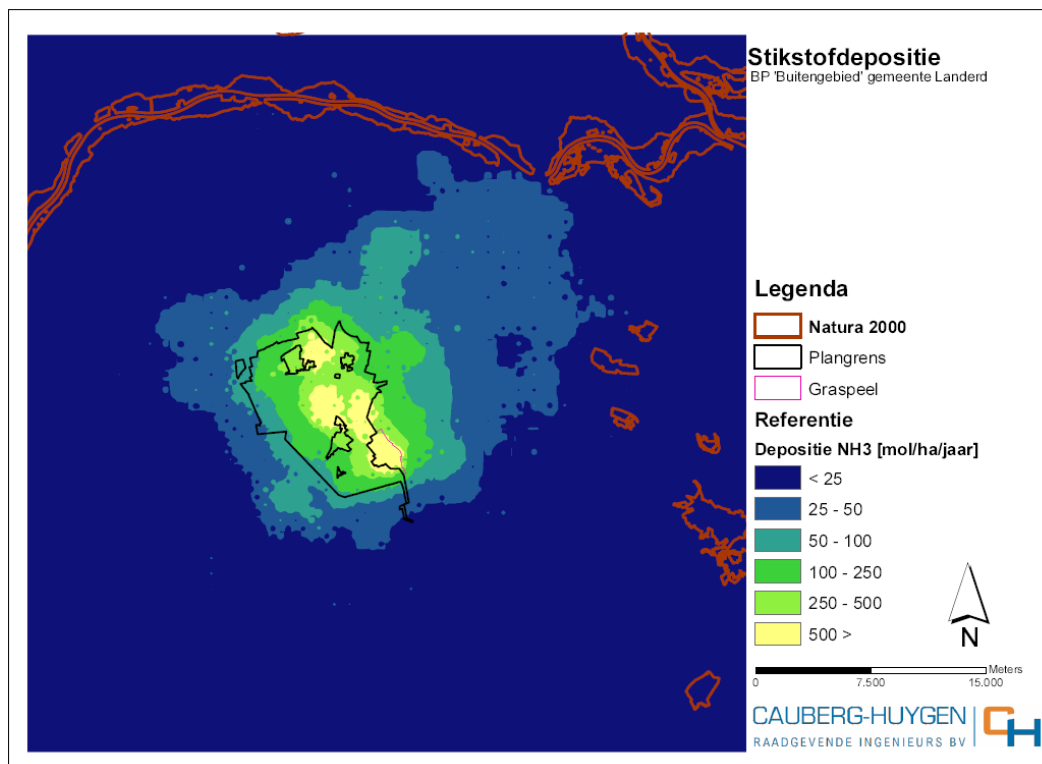 Stikstofdepositie
BP 'Buitengebied' gemeente Landerd
Legenda
Natura 2000
Plangrens
Graspeel
Referentie
Depositie NH3 [mol/ha/jaar]
< 25
25 - 50
50 - 100
100 - 250
250 - 500
500 >
N
Meters
0 7.500 15.000
CAUBERG-HUYGEN CH
RAADGEVENDE INGENIEURS BV